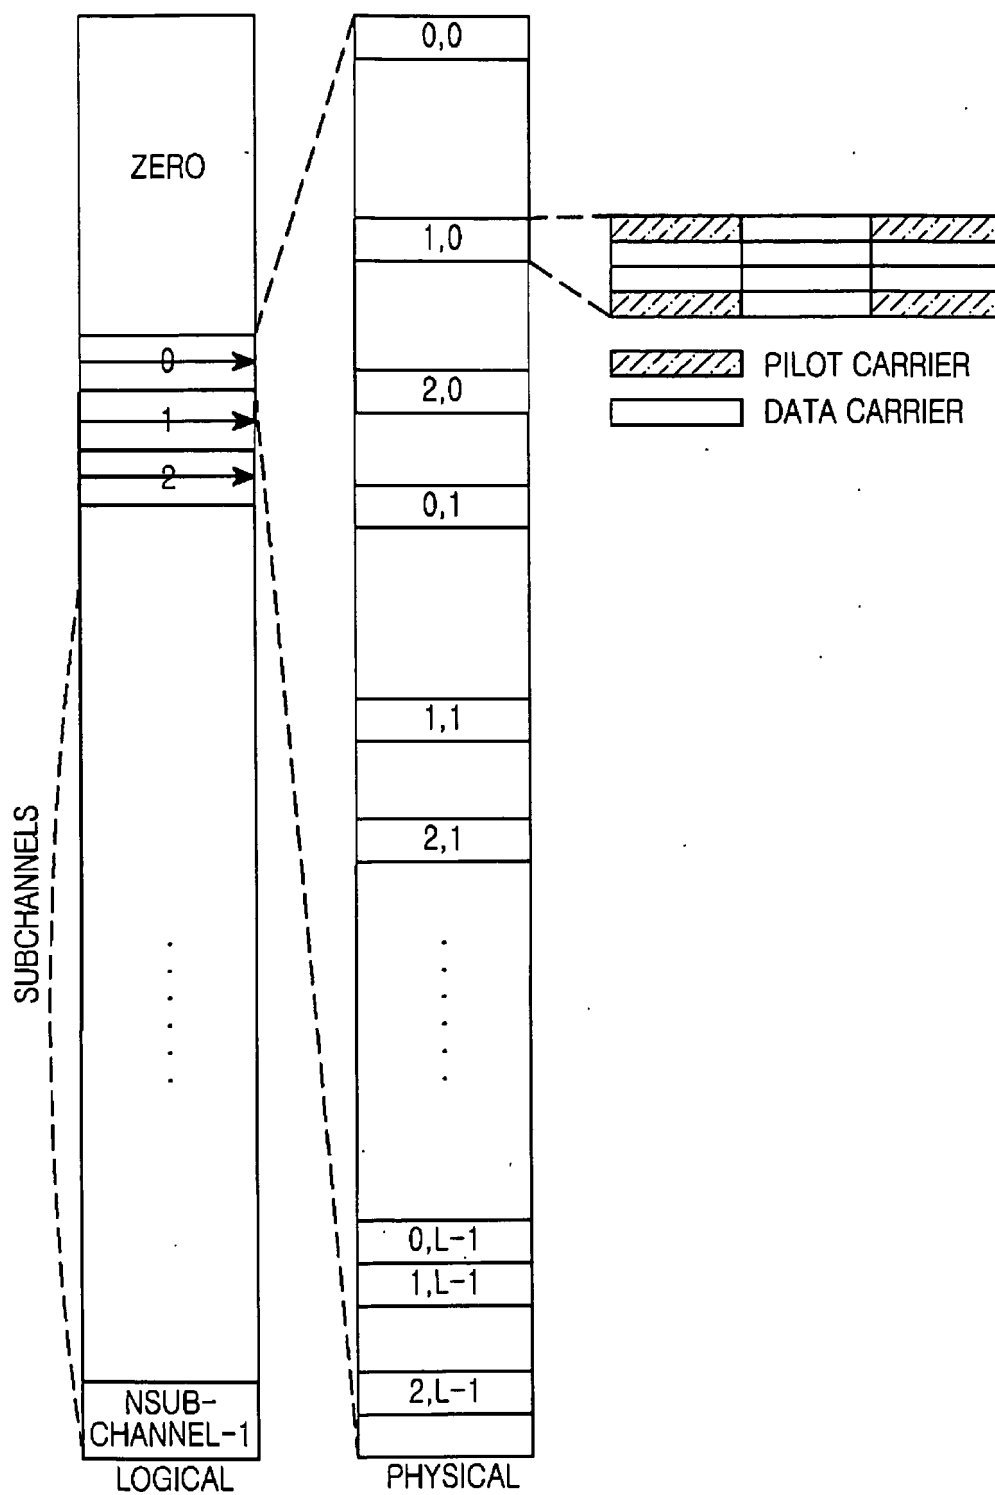 ZERO
0
1
2
NSUB-
CHANNEL-1
LOGICAL
SUBCHANNELS
0,0
1,0
2,0
0,1
1,1
2,1
0,L-1
1,L-1
2,L-1
PHYSICAL
PILOT CARRIER
DATA CARRIER